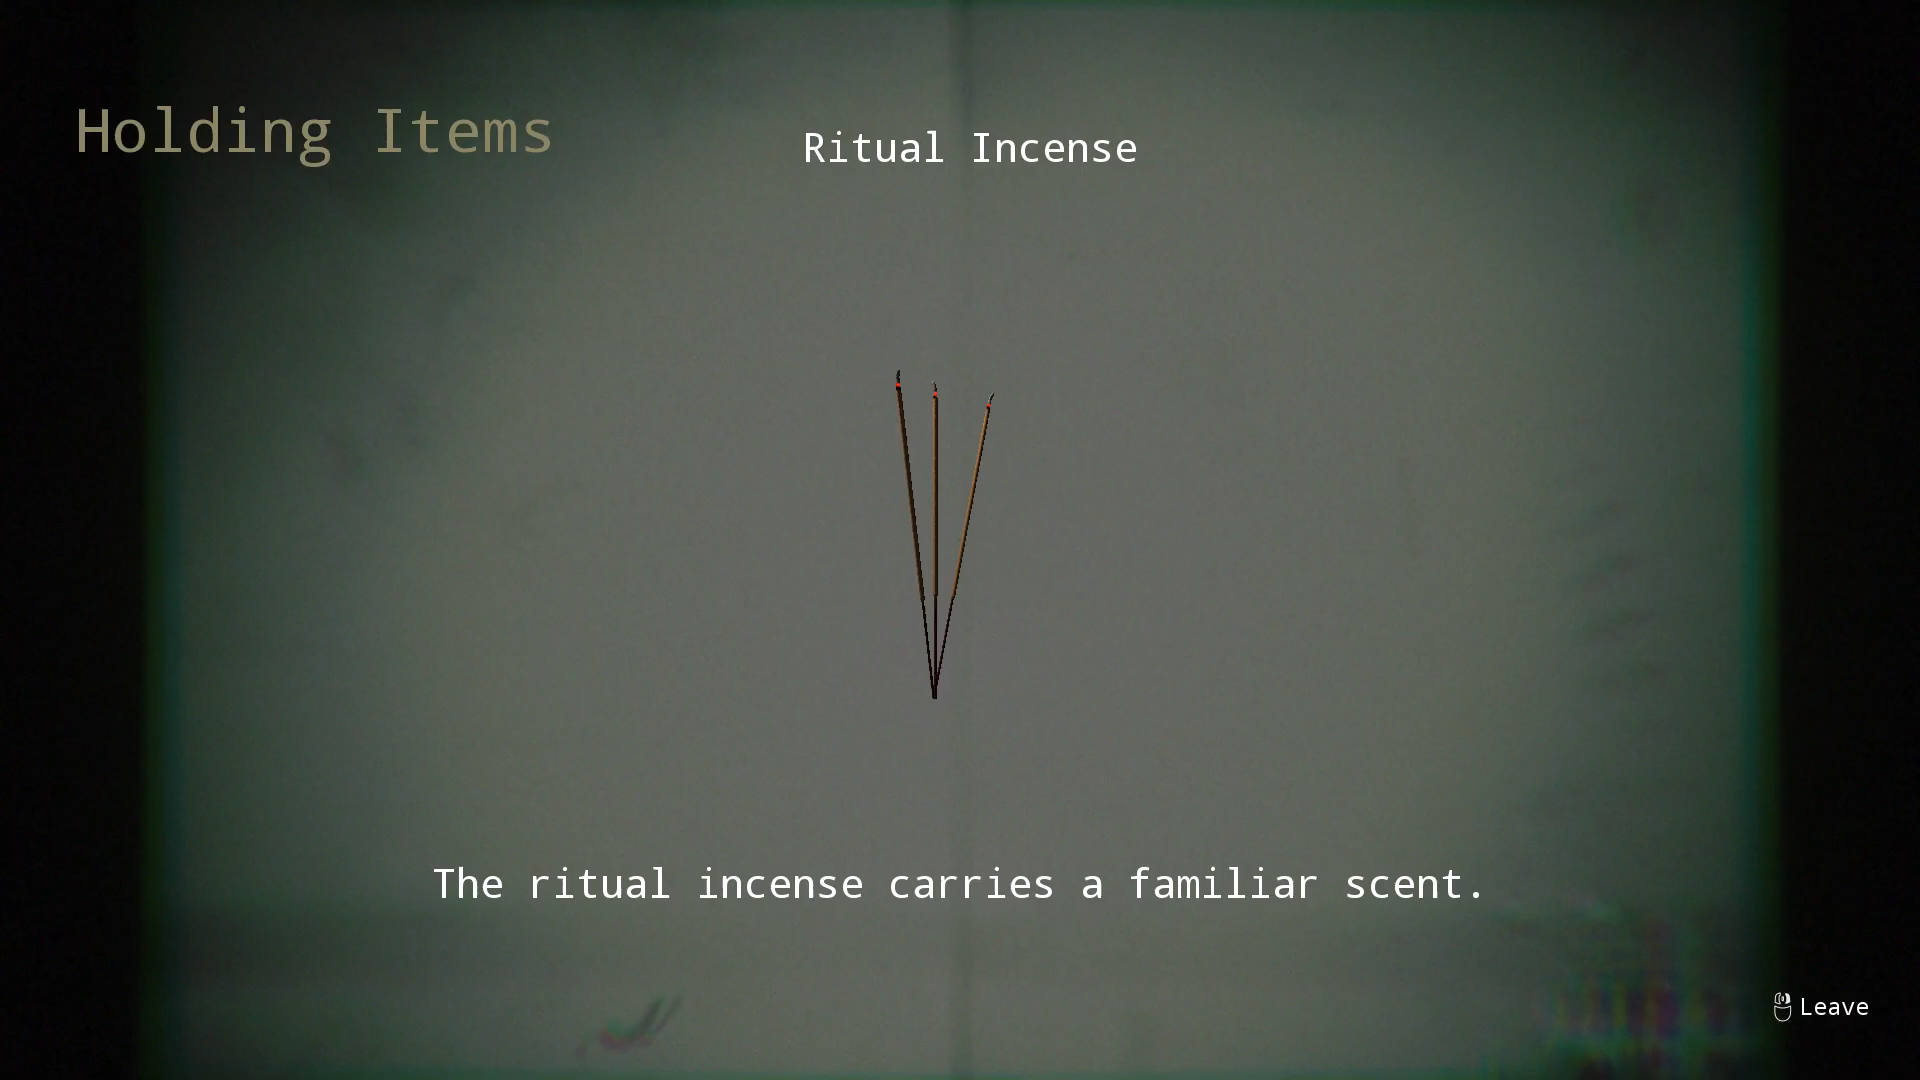 Holding Items
Ritual Incense
The ritual incense carries a familiar scent.
Leave